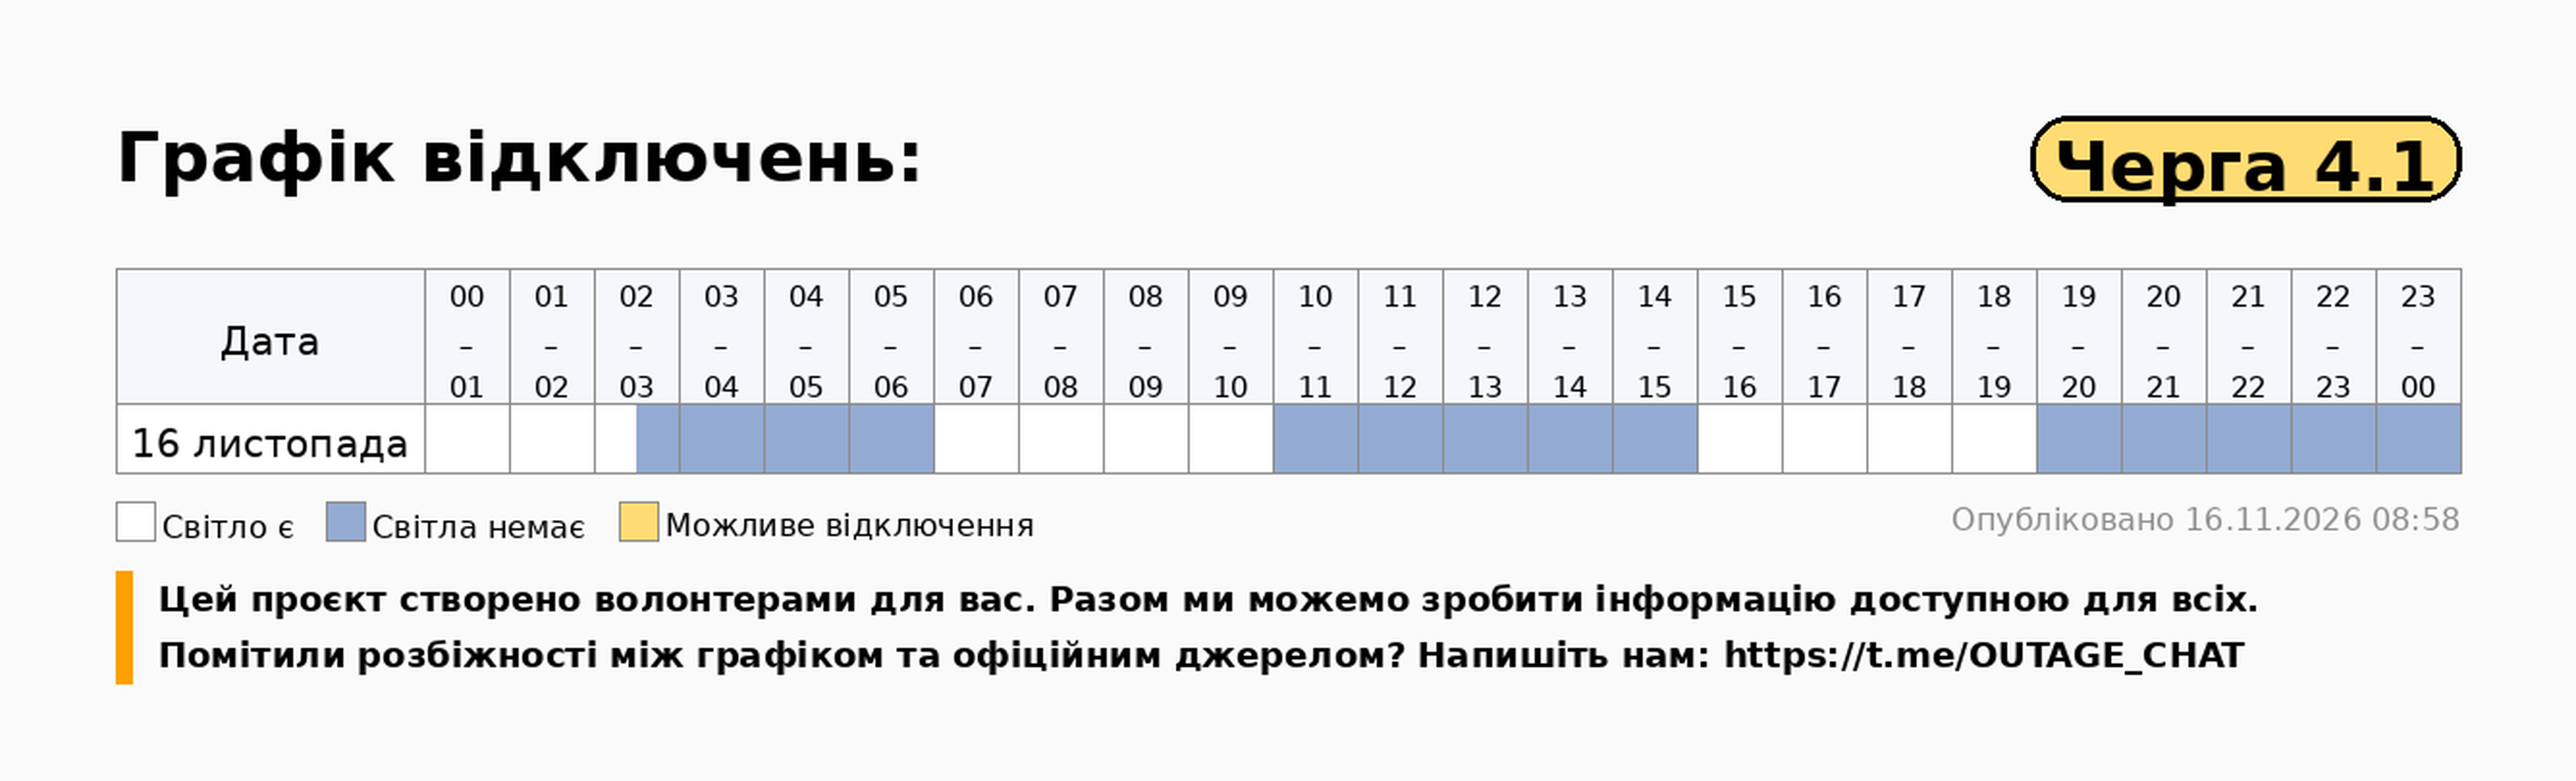 Графік відключень:
Черга 4.1
Дата
00 – 01
01 – 02
02 – 03
03 – 04
04 – 05
05 – 06
06 – 07
07 – 08
08 – 09
09 – 10
10 – 11
11 – 12
12 – 13
13 – 14
14 – 15
15 – 16
16 – 17
17 – 18
18 – 19
19 – 20
20 – 21
21 – 22
22 – 23
23 – 00
16 листопада
Світло є
Світла немає
Можливе відключення
Опубліковано 16.11.2026 08:58
Цей проєкт створено волонтерами для вас. Разом ми можемо зробити інформацію доступною для всіх.
Помітили розбіжності між графіком та офіційним джерелом? Напишіть нам: https://t.me/OUTAGE_CHAT